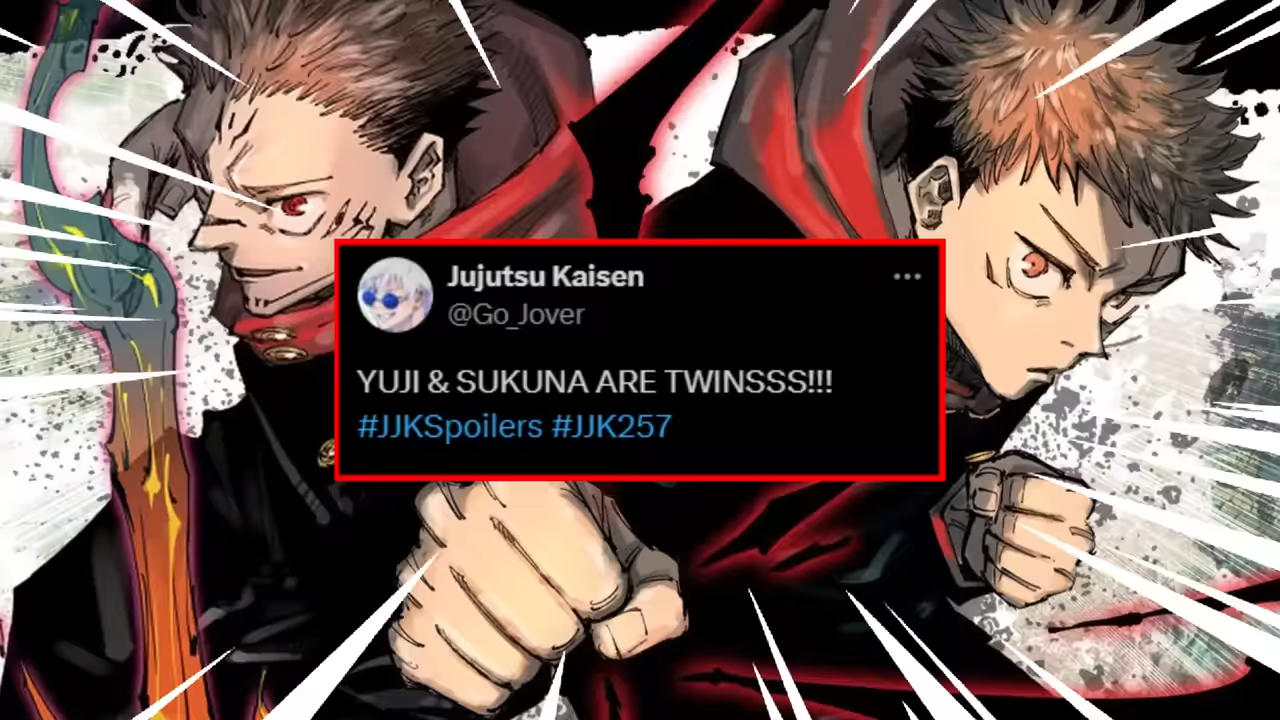 Jujutsu Kaisen
@Go_Jover
YUJI & SUKUNA ARE TWINSSS!!!
#JJKSpoilers #JJK257